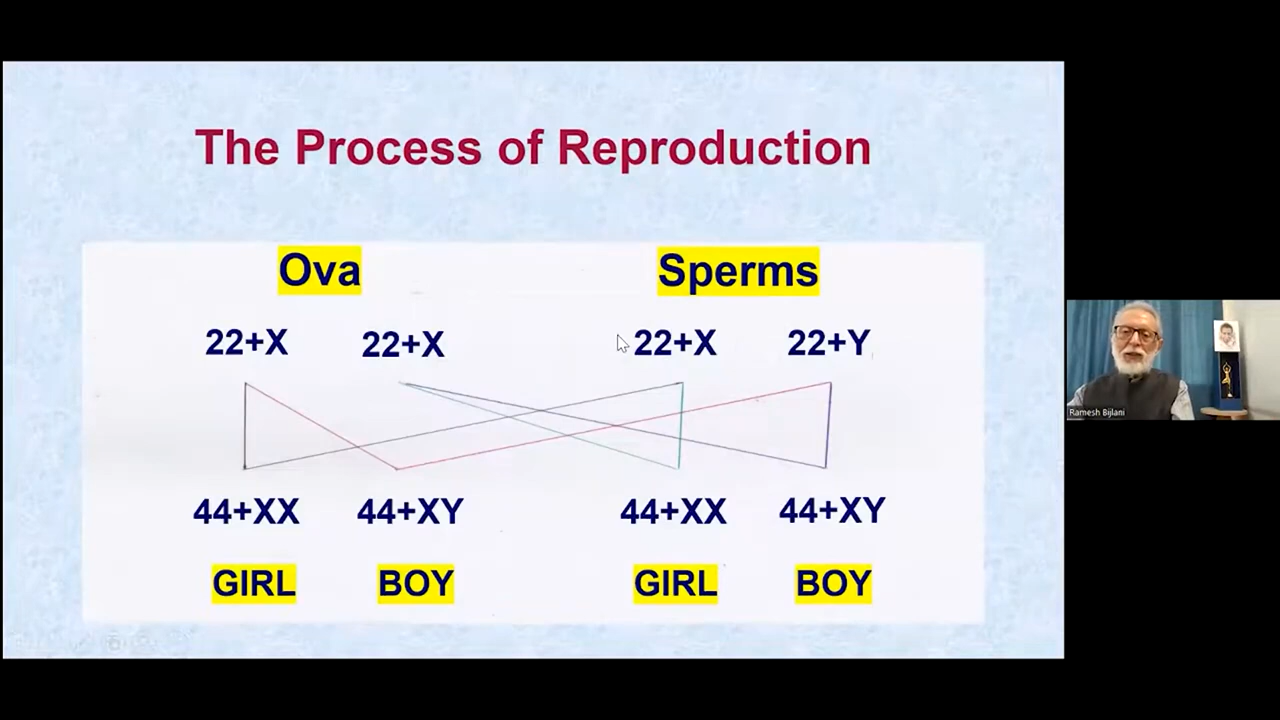 The Process of Reproduction
Ova Sperms
22+X 22+X 22+X 22+Y
44+XX 44+XY 44+XX 44+XY
GIRL BOY GIRL BOY
Ramesh Bijlani